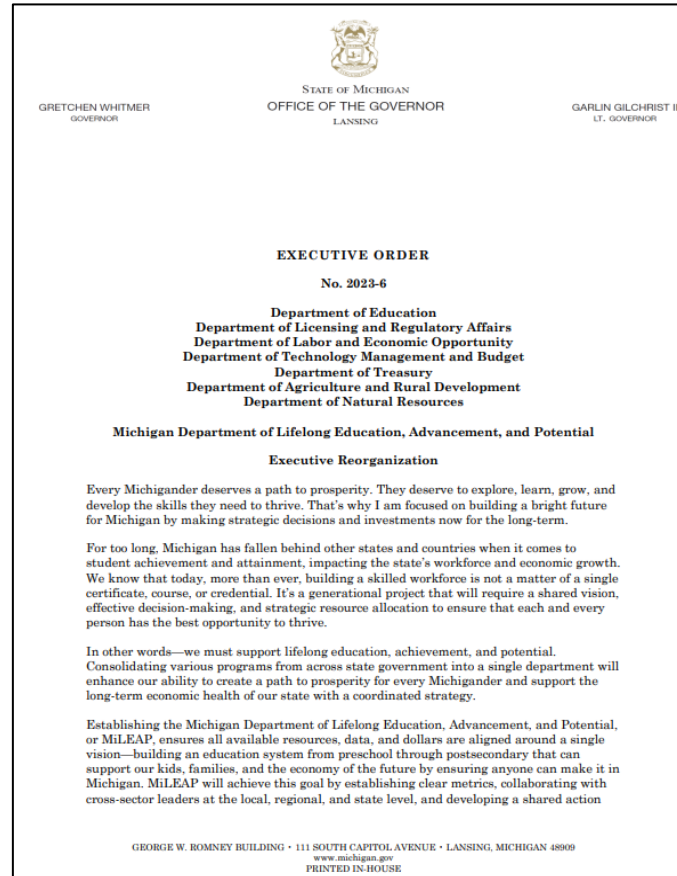 STATE OF MICHIGAN
GRETCHEN WHITMER
GOVERNOR
OFFICE OF THE GOVERNOR
LANSING
GARLIN GILCHRIST II
LT. GOVERNOR
EXECUTIVE ORDER
No. 2023-6
Department of Education
Department of Licensing and Regulatory Affairs
Department of Labor and Economic Opportunity
Department of Technology Management and Budget
Department of Treasury
Department of Agriculture and Rural Development
Department of Natural Resources
Michigan Department of Lifelong Education, Advancement, and Potential
Executive Reorganization
Every Michigander deserves a path to prosperity. They deserve to explore, learn, grow, and
develop the skills they need to thrive. That's why I am focused on building a bright future
for Michigan by making strategic decisions and investments now for the long-term.
For too long, Michigan has fallen behind other states and countries when it comes to
student achievement and attainment, impacting the state's workforce and economic growth.
We know that today, more than ever, building a skilled workforce is not a matter of a single
certificate, course, or credential. It's a generational project that will require a shared vision,
effective decision-making, and strategic resource allocation to ensure that each and every
person has the best opportunity to thrive.
In other words—we must support lifelong education, achievement, and potential.
Consolidating various programs from across state government into a single department will
enhance our ability to create a path to prosperity for every Michigander and support the
long-term economic health of our state with a coordinated strategy.
Establishing the Michigan Department of Lifelong Education, Advancement, and Potential,
or MiLEAP, ensures all available resources, data, and dollars are aligned around a single
vision—building an education system from preschool through postsecondary that can
support our kids, families, and the economy of the future by ensuring anyone can make it in
Michigan. MiLEAP will achieve this goal by establishing clear metrics, collaborating with
cross-sector leaders at the local, regional, and state level, and developing a shared action
GEORGE W. ROMNEY BUILDING • 111 SOUTH CAPITOL AVENUE • LANSING, MICHIGAN 48909
www.michigan.gov
PRINTED IN-HOUSE